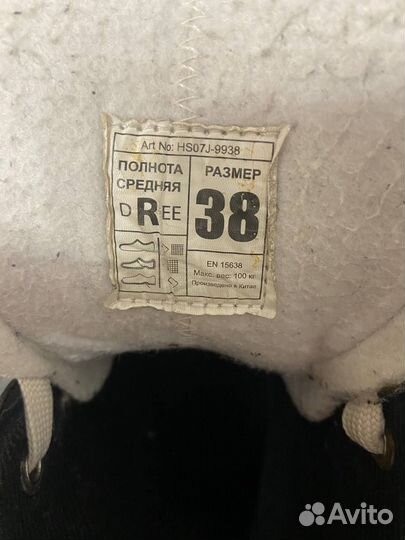 Art No: HS07J-9938
ПОЛНОТА
СРЕДНЯЯ
D R EE
РАЗМЕР
38
EN 15638
Макс. вес: 100 кг
Произведено в Китае
Avito